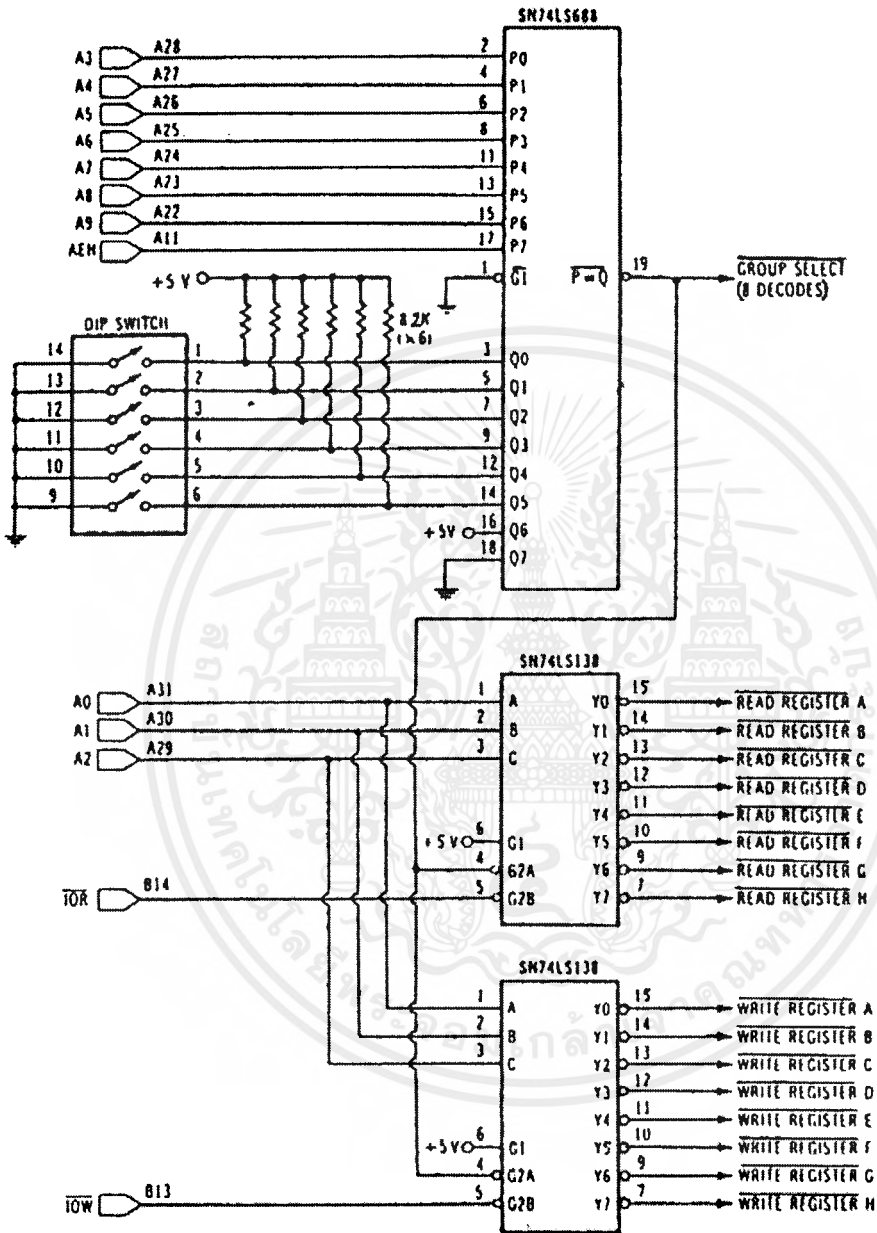 SN74LS688
A3 A28 2 P0
A4 A27 4 P1
A5 A26 6 P2
A6 A25 8 P3
A7 A24 11 P4
A8 A23 13 P5
A9 A22 15 P6
AEN A11 17 P7
+5 V 1 G1 P=Q 19 GROUP SELECT
(8 DECODES)
8.2K
(×6)
DIP SWITCH
14 1 3 Q0
13 2 5 Q1
12 3 7 Q2
11 4 9 Q3
10 5 12 Q4
9 6 14 Q5
+5V 16 Q6
18 Q7
SN74LS138
A0 A31 1 A Y0 15 READ REGISTER A
A1 A30 2 B Y1 14 READ REGISTER B
A2 A29 3 C Y2 13 READ REGISTER C
Y3 12 READ REGISTER D
Y4 11 READ REGISTER E
+5V 6 G1 Y5 10 READ REGISTER F
4 G2A Y6 9 READ REGISTER G
IOR B14 5 G2B Y7 7 READ REGISTER H
SN74LS138
1 A Y0 15 WRITE REGISTER A
2 B Y1 14 WRITE REGISTER B
3 C Y2 13 WRITE REGISTER C
Y3 12 WRITE REGISTER D
Y4 11 WRITE REGISTER E
+5V 6 G1 Y5 10 WRITE REGISTER F
4 G2A Y6 9 WRITE REGISTER G
IOW B13 5 G2B Y7 7 WRITE REGISTER H